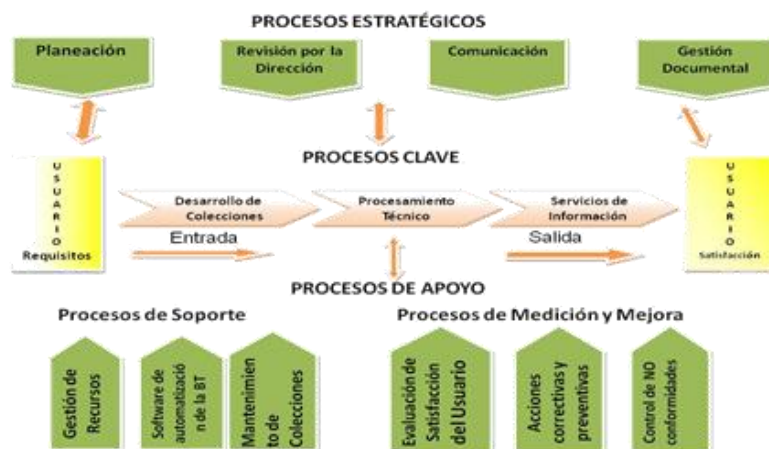 PROCESOS ESTRATÉGICOS
Planeación
Revisión por la
Dirección
Comunicación
Gestión
Documental
PROCESOS CLAVE
USUARIO
Requisitos
Desarrollo de
Colecciones
Procesamiento
Técnico
Servicios de
Información
USUARIO
Satisfacción
Entrada
Salida
PROCESOS DE APOYO
Procesos de Soporte
Procesos de Medición y Mejora
Gestión de
Recursos
Software de
automatizació
n de la BT
Mantenimien
to de
Colecciones
Evaluación de
Satisfacción
del Usuario
Acciones
correctivas y
preventivas
Control de NO
conformidades